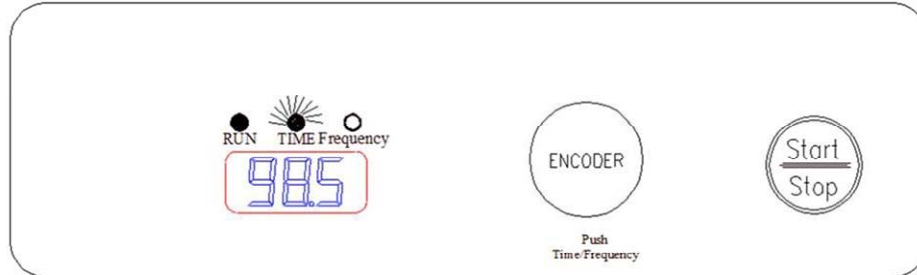 RUN TIME Frequency
98.5
ENCODER
Push
Time/Frequency
Start
Stop